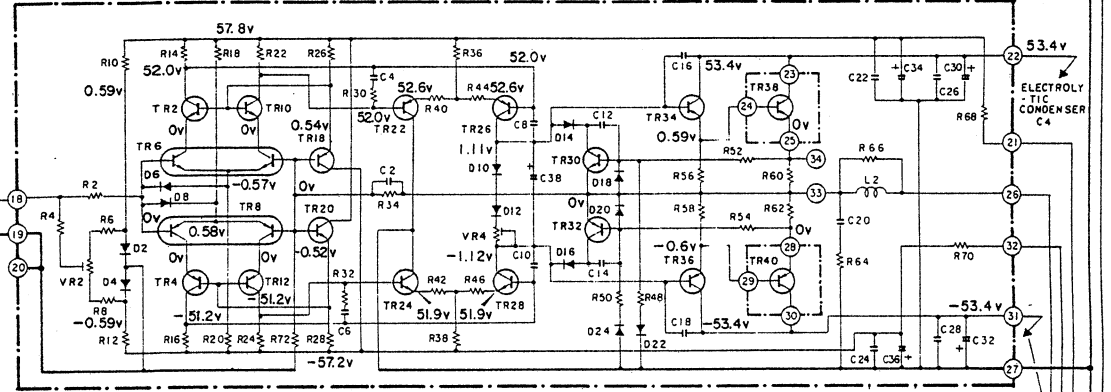 57.8v
R14 R18 R22 R26 R36 52.0v 53.4v
R10 C16 C22 C34 C30 22 53.4v
52.0v C4 52.6v R44 52.6v 23 C26
0.59v R30 R40 TR38 ELECTROLY
TR2 TR10 24 -TIC
52.0v C8 C12 TR34 R68 CONDENSER
0v 0v 0.54v TR22 TR26 D14 0v C4
TR18 1.11v 0.59v 25 21
TR6 D10 C38 TR30 R52 34 R66
D6 -0.57v C2 D18 R56 R60
18 R2 D8 0v 0v 33 L2 26
R4 R6 0v TR8 TR20 R34 D12 D20 R58 R62
19 D2 0.58v VR4 TR32 R54 0v C20 32
20 0v 0v -0.52v C10 D16 -0.6v 28 R70
-1.12v TR36 TR40 R64
VR2 D4 TR4 TR12 R32 R42 R46 C14 29
R8 -51.2v TR24 TR28 R50 R48 -53.4v
-0.59v -51.2v C6 51.9v 51.9v C18 30 31
R12 R16 R20 R24 R72 R28 R38 D24 D22 -53.4v C28 C32
-57.2v C24 C36 27